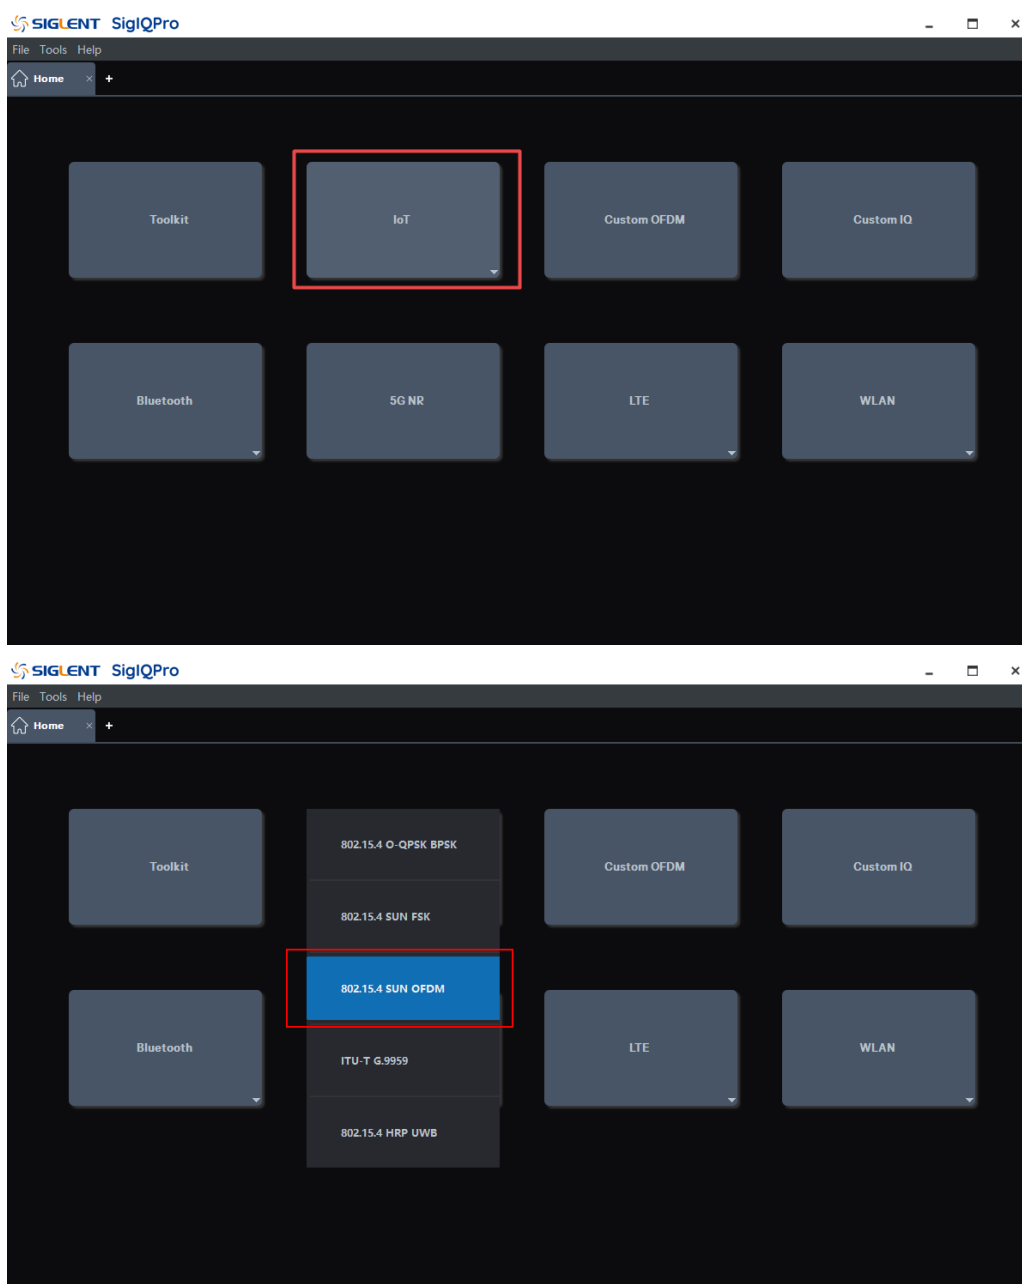 SIGLENT SigIQPro
File Tools Help
Home × +
Toolkit
IoT
Custom OFDM
Custom IQ
Bluetooth
5G NR
LTE
WLAN
SIGLENT SigIQPro
File Tools Help
Home × +
Toolkit
802.15.4 O-QPSK BPSK
802.15.4 SUN FSK
802.15.4 SUN OFDM
ITU-T G.9959
802.15.4 HRP UWB
Custom OFDM
Custom IQ
Bluetooth
LTE
WLAN